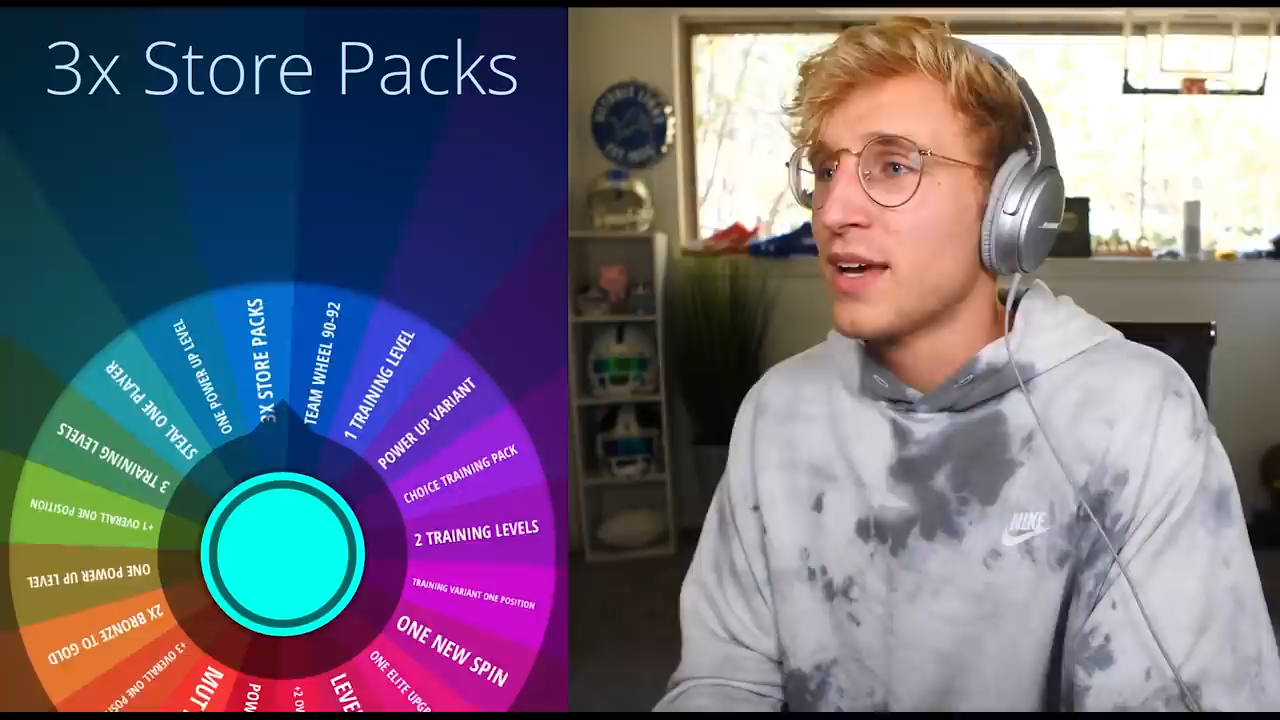 3x Store Packs
3X STORE PACKS
TEAM WHEEL 90-92
1 TRAINING LEVEL
POWER UP VARIANT
CHOICE TRAINING PACK
2 TRAINING LEVELS
TRAINING VARIANT ONE POSITION
ONE NEW SPIN
ONE ELITE
+3 OVERALL ONE
2X BRONZE TO GOLD
ONE POWER UP LEVEL
+1 OVERALL ONE POSITION
3 TRAINING LEVELS
STEAL ONE PLAYER
ONE POWER UP LEVEL
MUT
NIKE